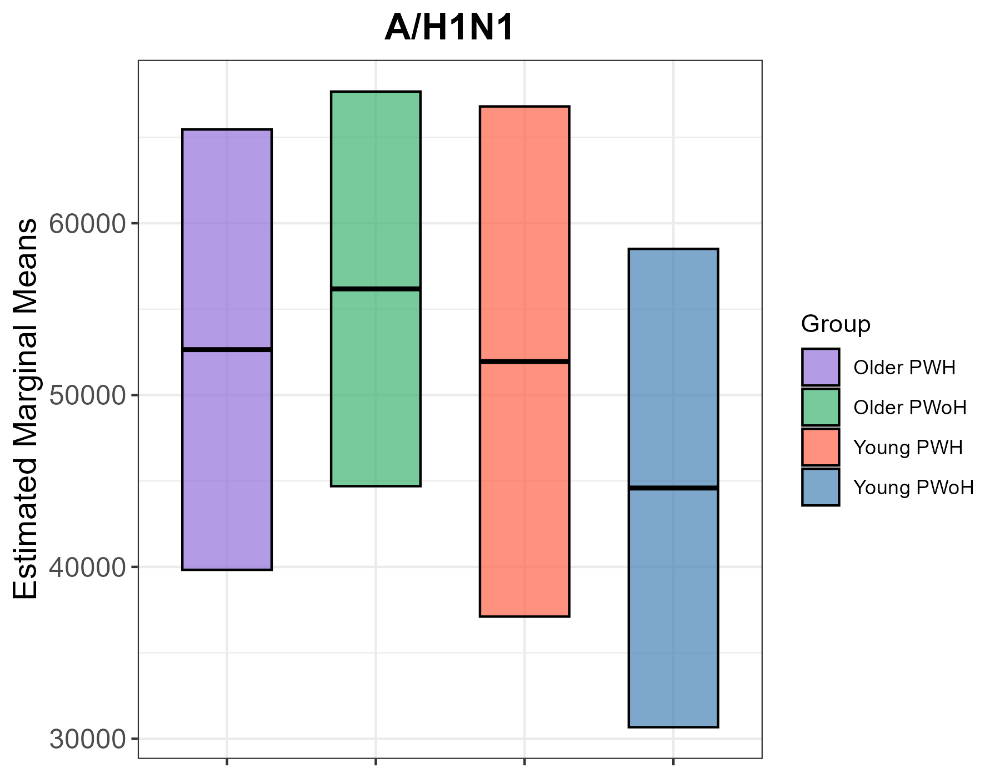 A/H1N1
Estimated Marginal Means
60000
50000
40000
30000
Group
Older PWH
Older PWoH
Young PWH
Young PWoH